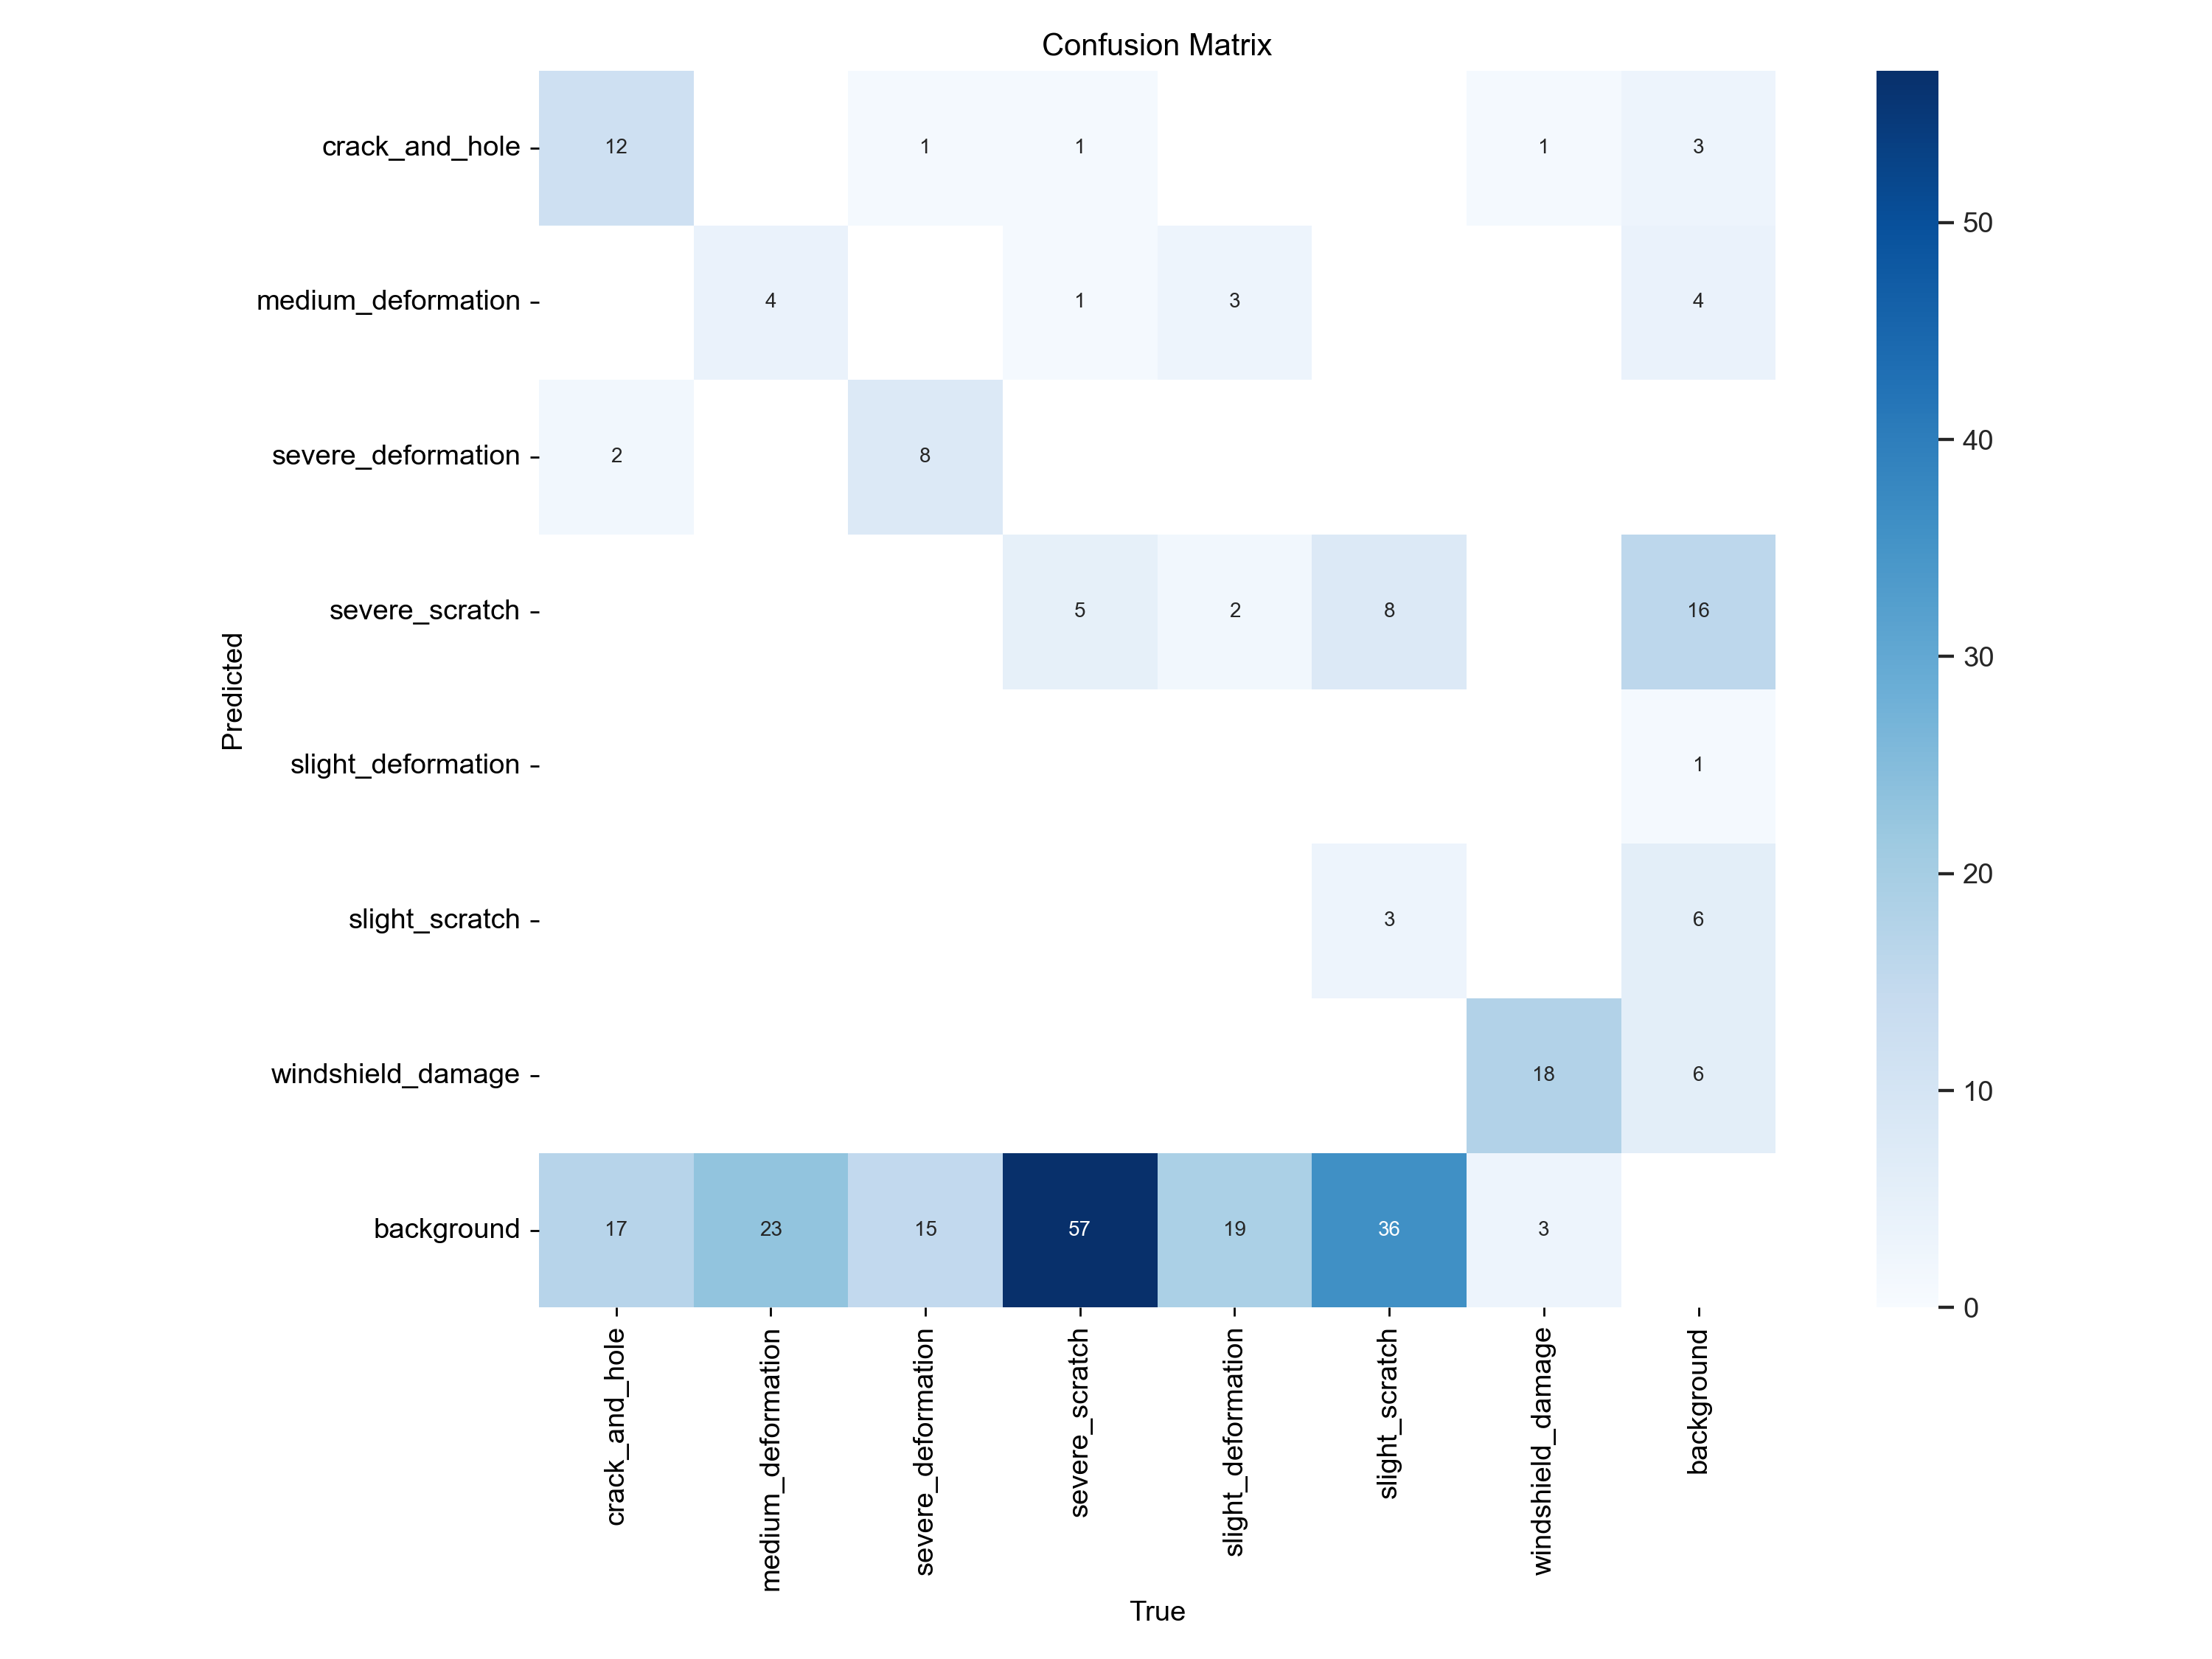 Confusion Matrix
crack_and_hole 12 1 1 1 3
medium_deformation 4 1 3 4
severe_deformation 2 8
severe_scratch 5 2 8 16
slight_deformation 1
slight_scratch 3 6
windshield_damage 18 6
background 17 23 15 57 19 36 3
Predicted
crack_and_hole
medium_deformation
severe_deformation
severe_scratch
slight_deformation
slight_scratch
windshield_damage
background
True
50
40
30
20
10
0